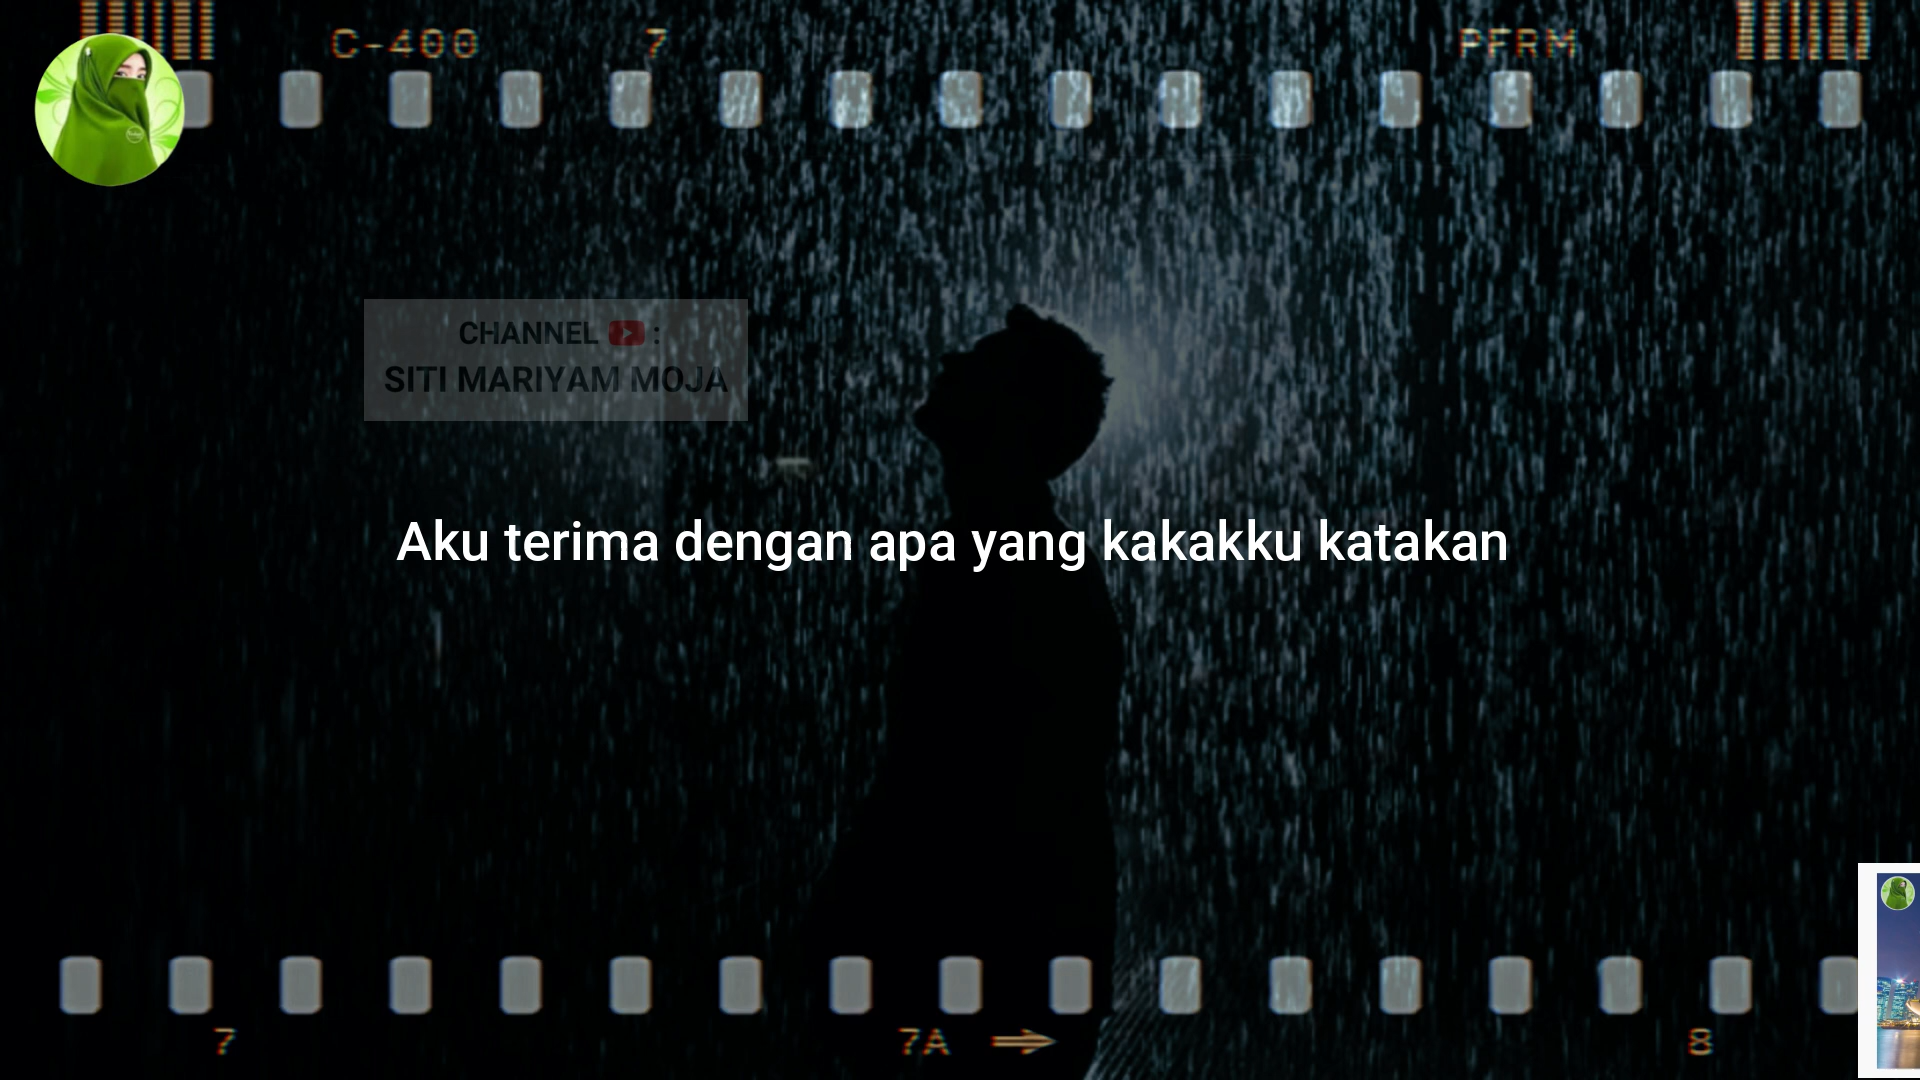 C-400 7 PFRM
CHANNEL :
SITI MARIYAM MOJA
Aku terima dengan apa yang kakakku katakan
7 7A 8